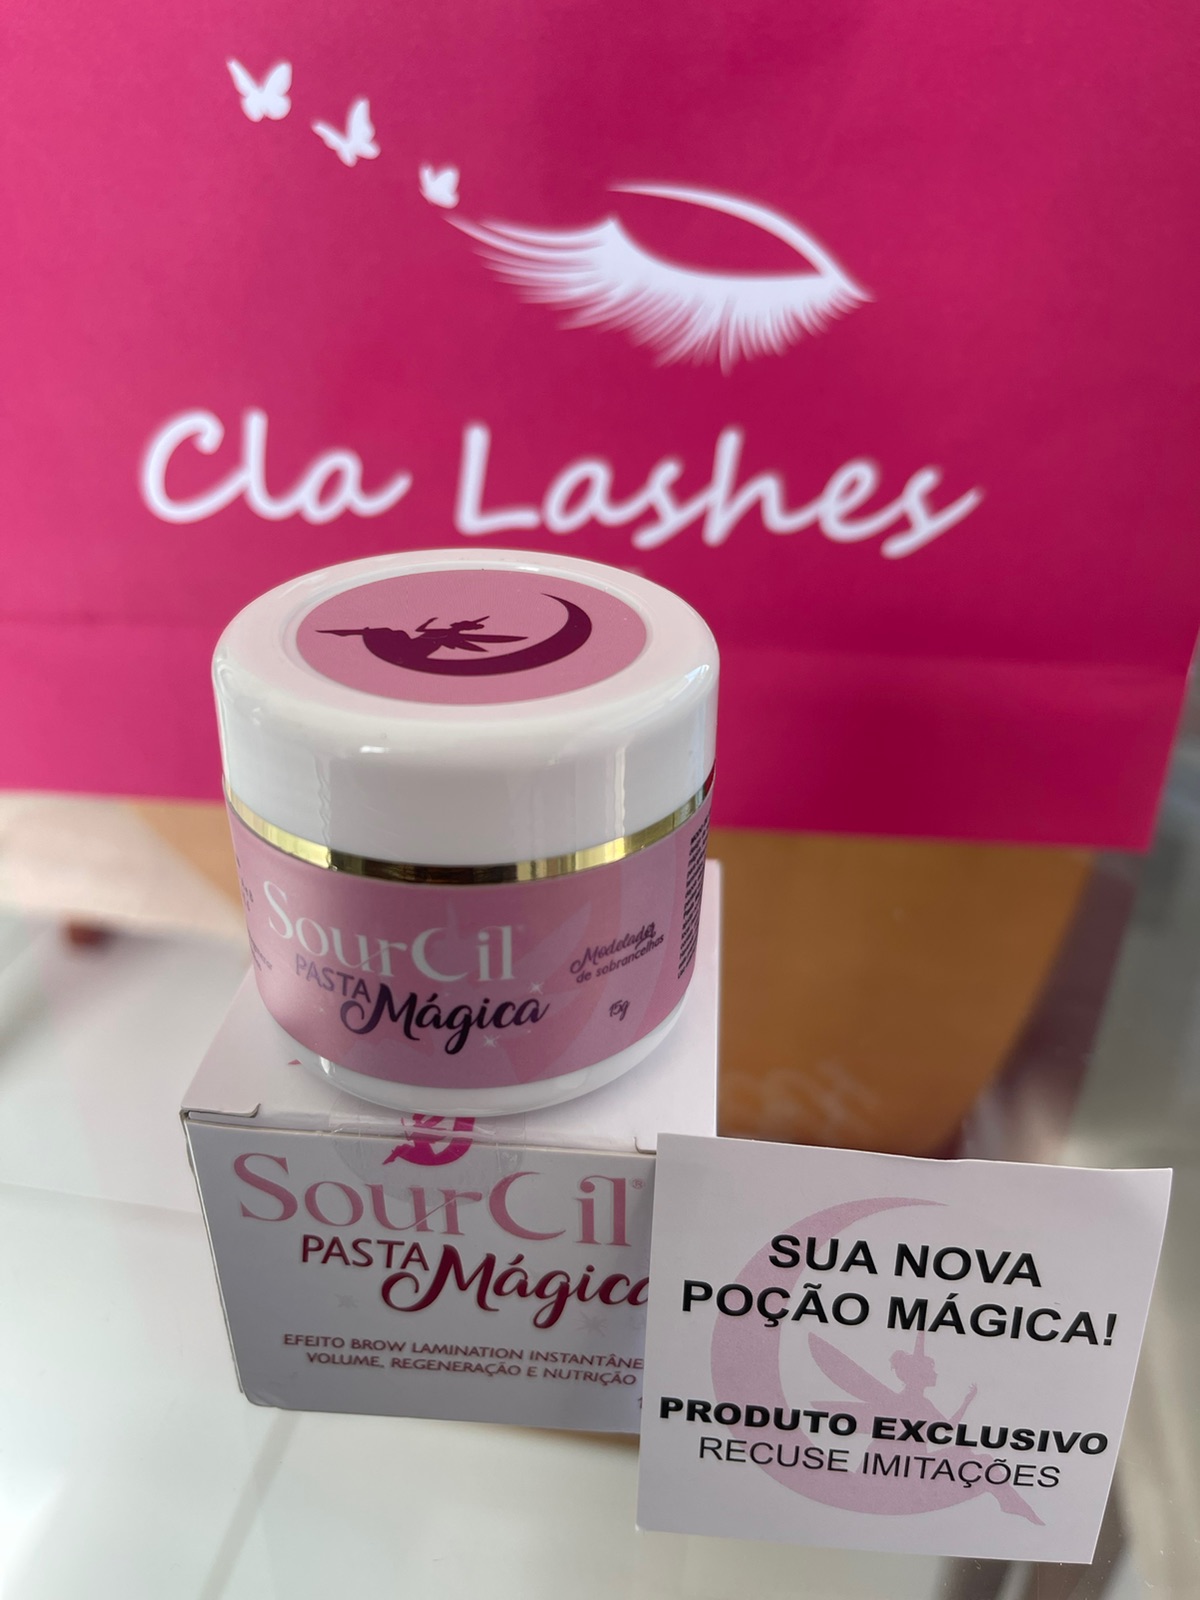 Cla Lashes
SourCil
PASTA
Mágica
Modelador
de sobrancelhas
15g
SourCil®
PASTA
Mágica
EFEITO BROW LAMINATION INSTANTÂNE
VOLUME, REGENERAÇÃO E NUTRIÇÃO
SUA NOVA
POÇÃO MÁGICA!
PRODUTO EXCLUSIVO
RECUSE IMITAÇÕES